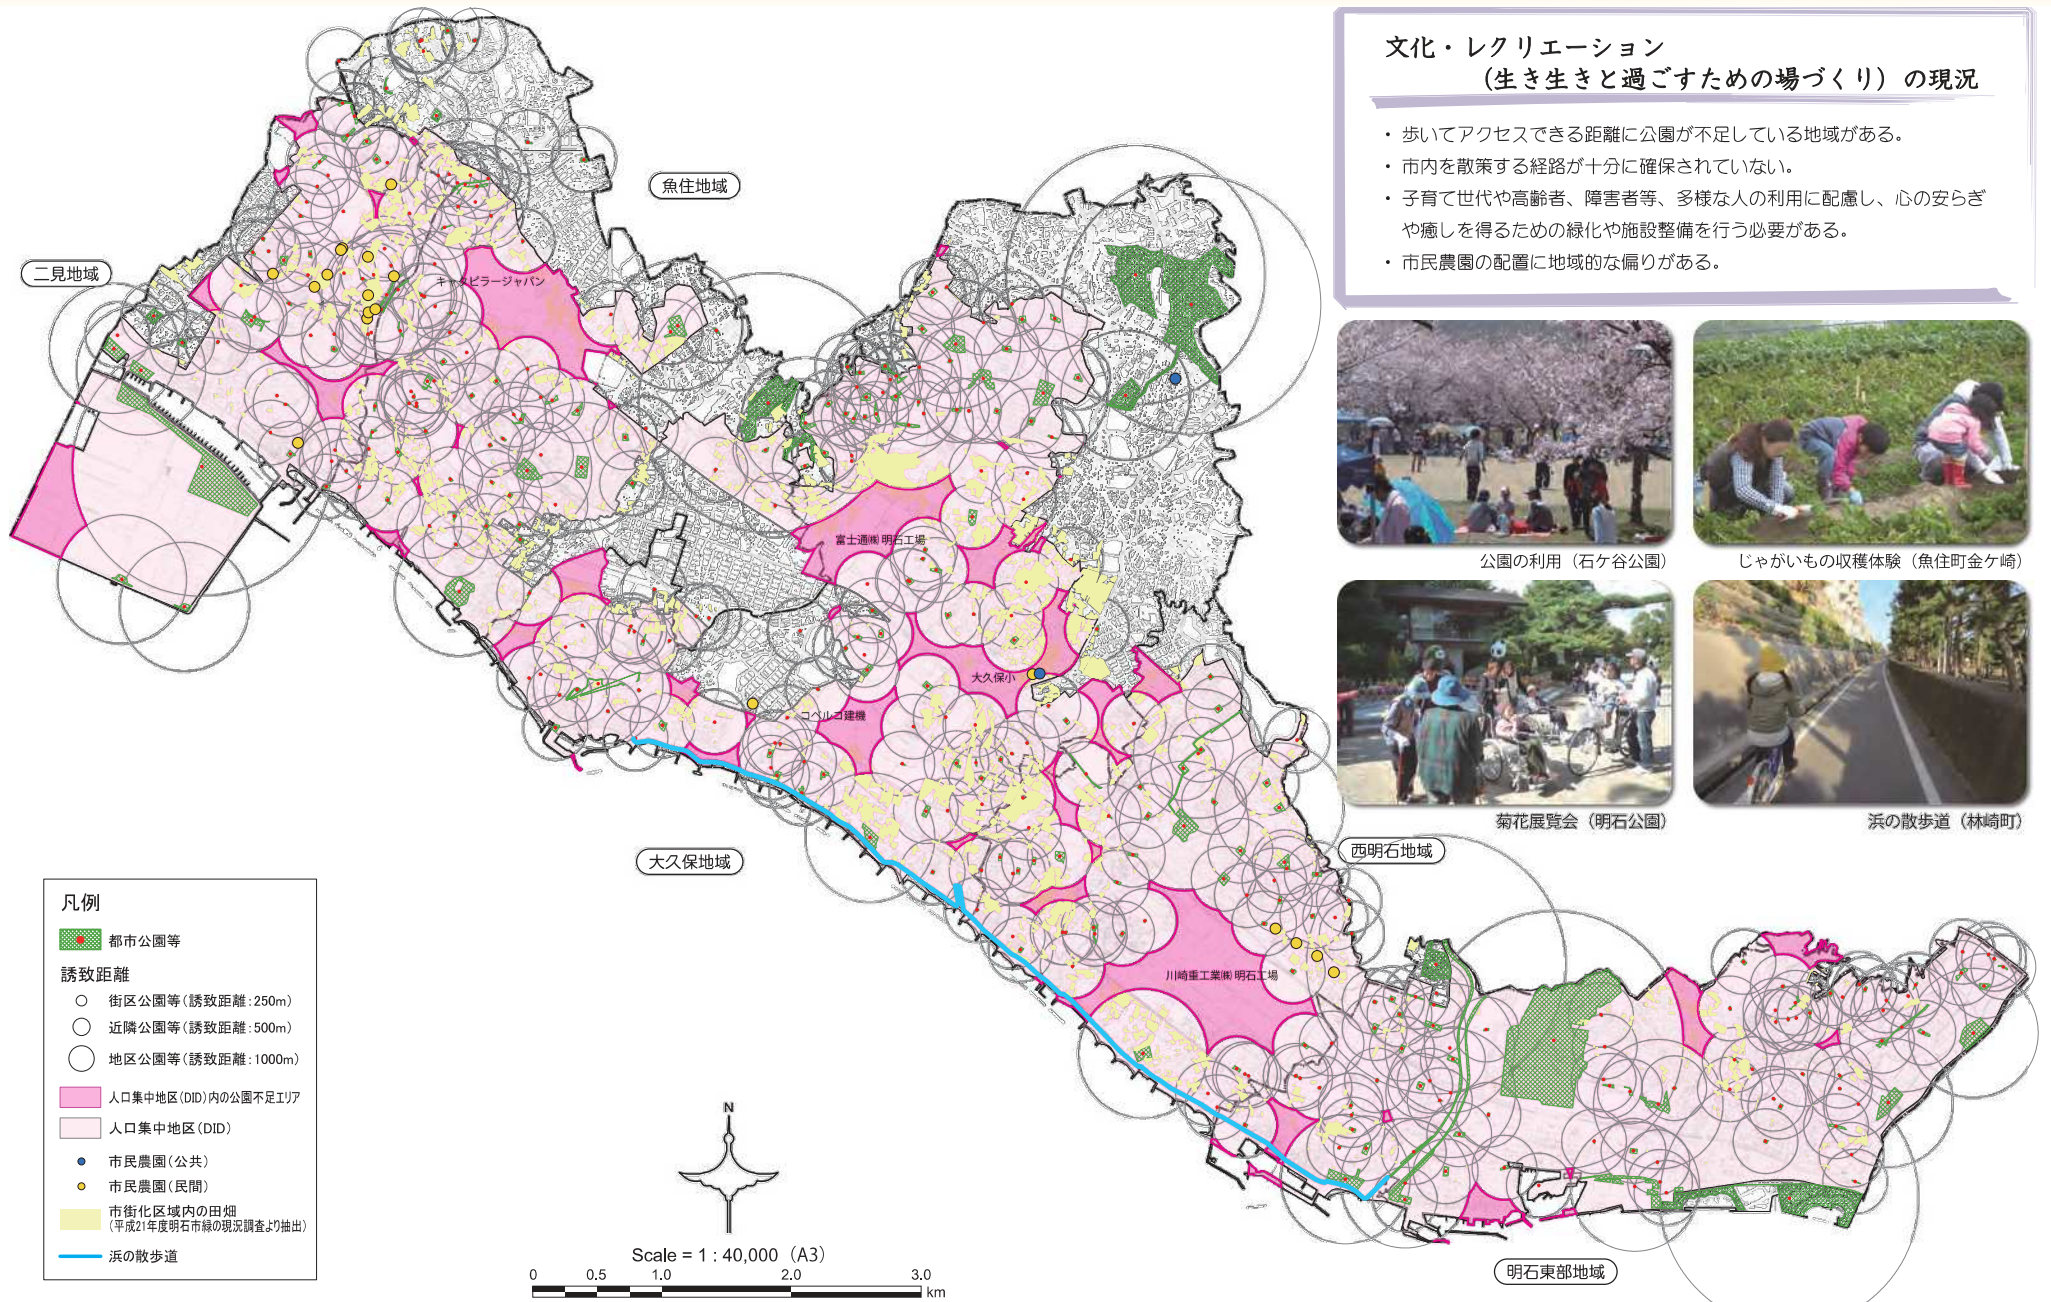 文化・レクリエーション
（生き生きと過ごすための場づくり）の現況
・ 歩いてアクセスできる距離に公園が不足している地域がある。
・ 市内を散策する経路が十分に確保されていない。
・ 子育て世代や高齢者、障害者等、多様な人の利用に配慮し、心の安らぎ
や癒しを得るための緑化や施設整備を行う必要がある。
・ 市民農園の配置に地域的な偏りがある。
魚住地域
二見地域
キャタピラージャパン
富士通㈱ 明石工場
大久保小
コベルコ建機
公園の利用（石ケ谷公園）
じゃがいもの収穫体験（魚住町金ケ崎）
菊花展覧会（明石公園）
浜の散歩道（林崎町）
大久保地域
西明石地域
川崎重工業㈱ 明石工場
明石東部地域
凡例
都市公園等
誘致距離
街区公園等（誘致距離：250m）
近隣公園等（誘致距離：500m）
地区公園等（誘致距離：1000m）
人口集中地区（DID）内の公園不足エリア
人口集中地区（DID）
市民農園（公共）
市民農園（民間）
市街化区域内の田畑
（平成21年度明石市緑の現況調査より抽出）
浜の散歩道
N
Scale = 1 : 40,000（A3）
0 0.5 1.0 2.0 3.0
km